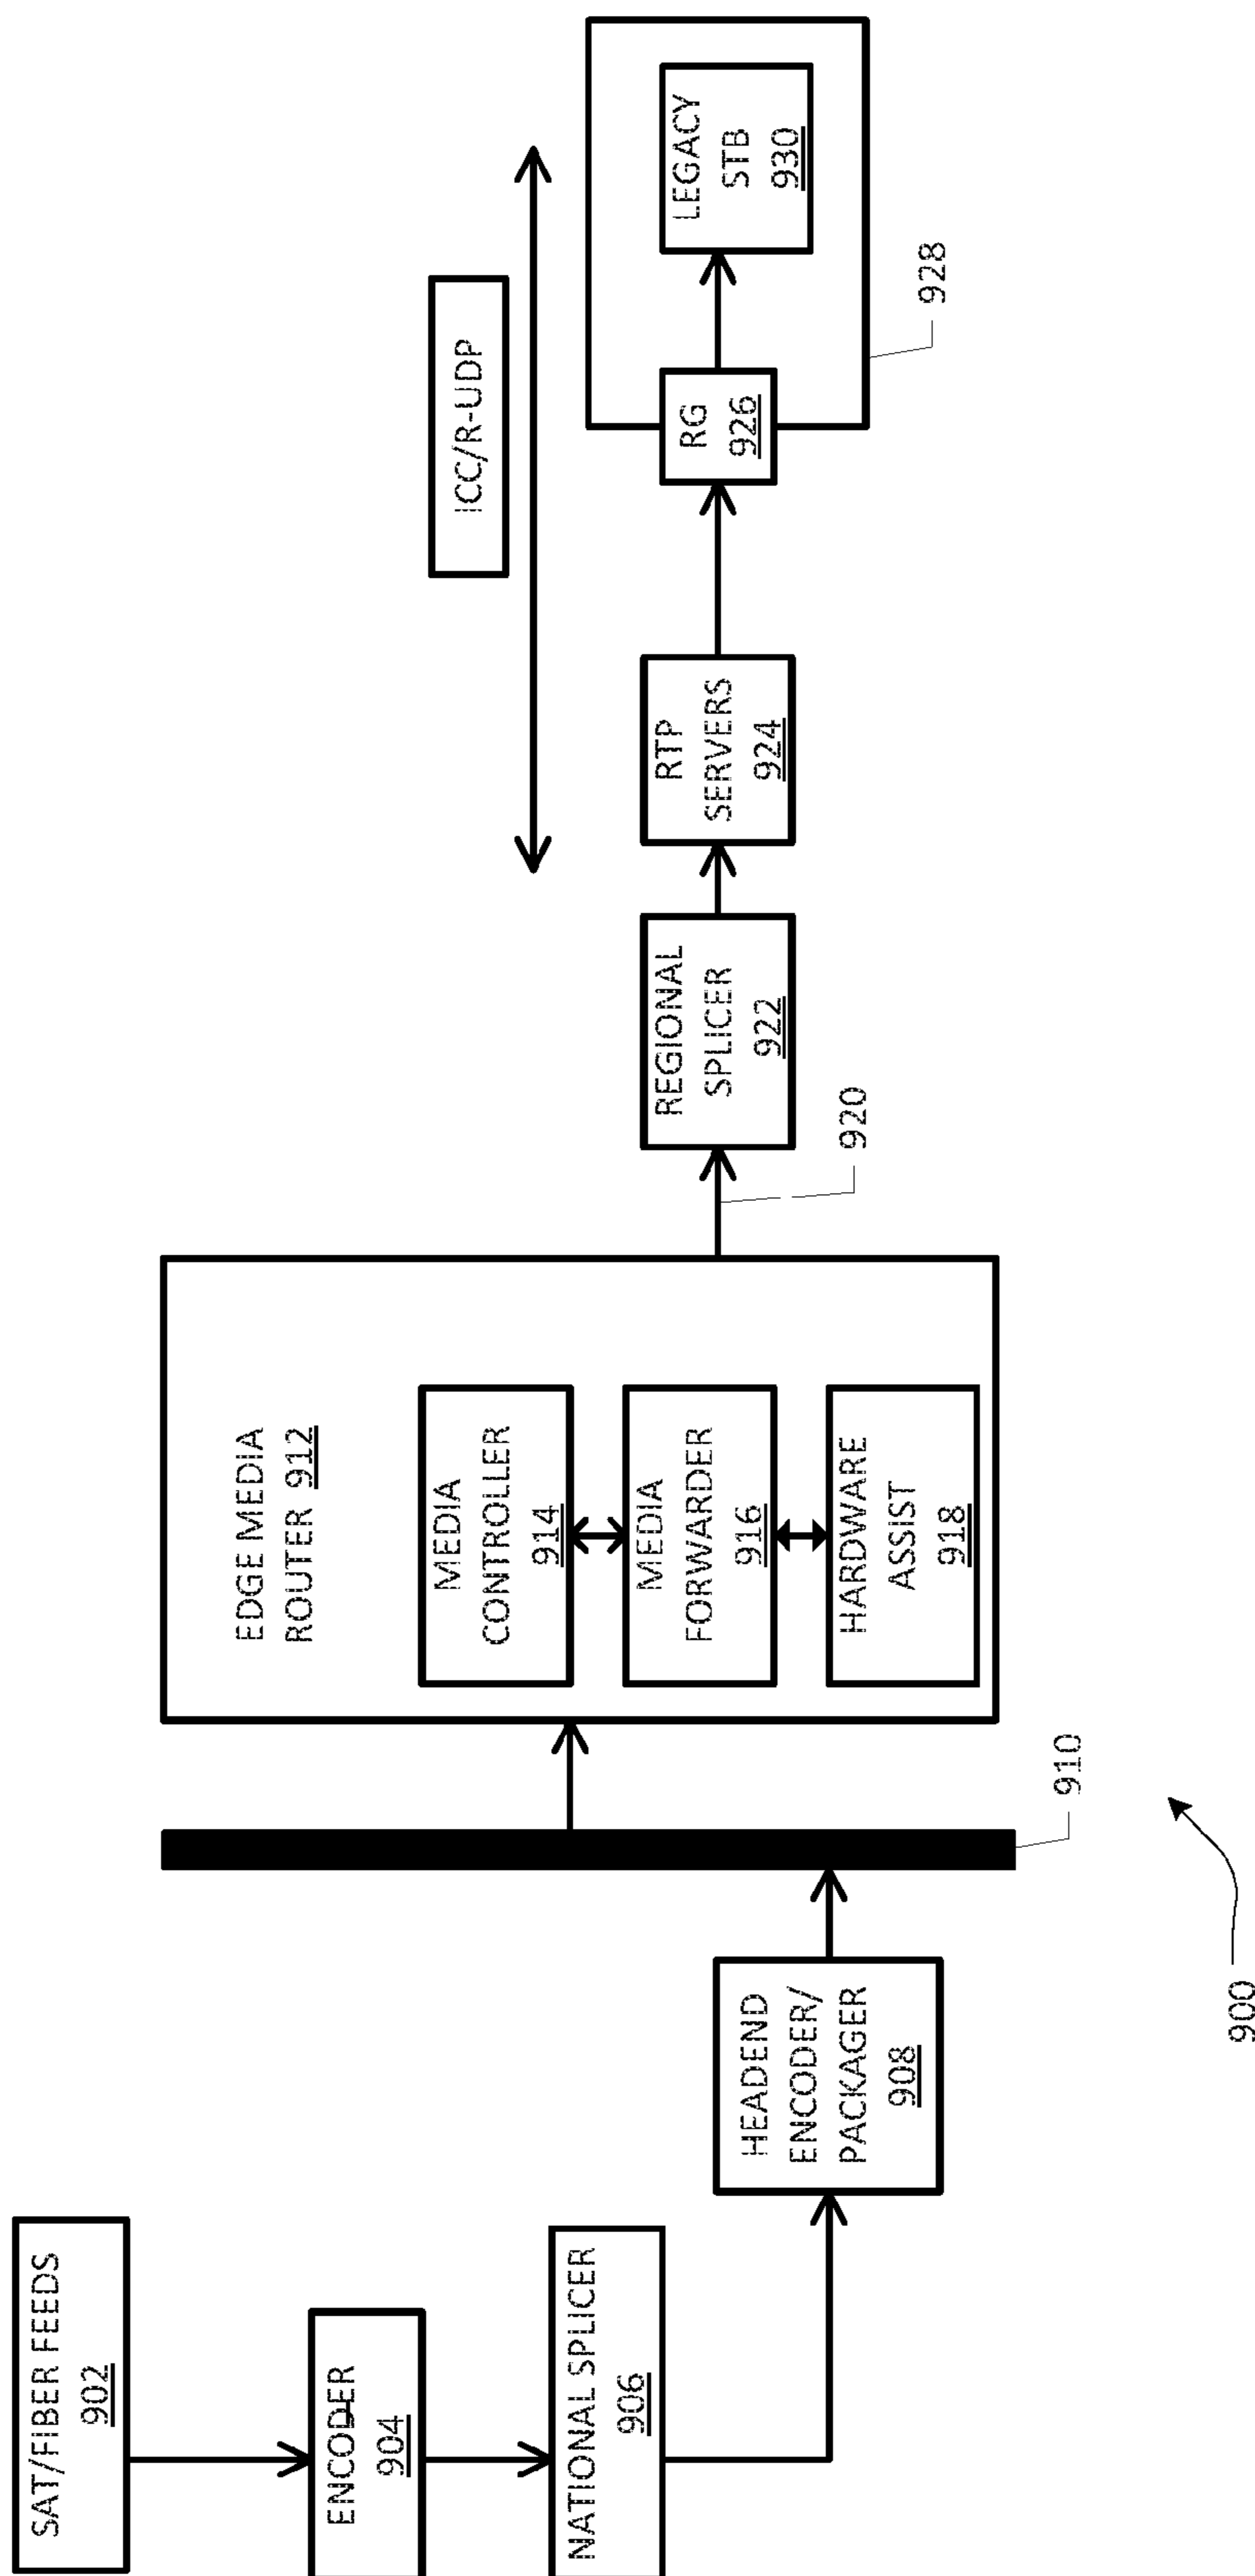 SAT/FIBER FEEDS
902
ENCODER
904
NATIONAL SPLICER
906
HEADEND
ENCODER/
PACKAGER
908
910
EDGE MEDIA
ROUTER 912
MEDIA
CONTROLLER
914
MEDIA
FORWARDER
916
HARDWARE
ASSIST
918
920
REGIONAL
SPLICER
922
RTP
SERVERS
924
ICC/R-UDP
RG
926
LEGACY
STB
930
928
900